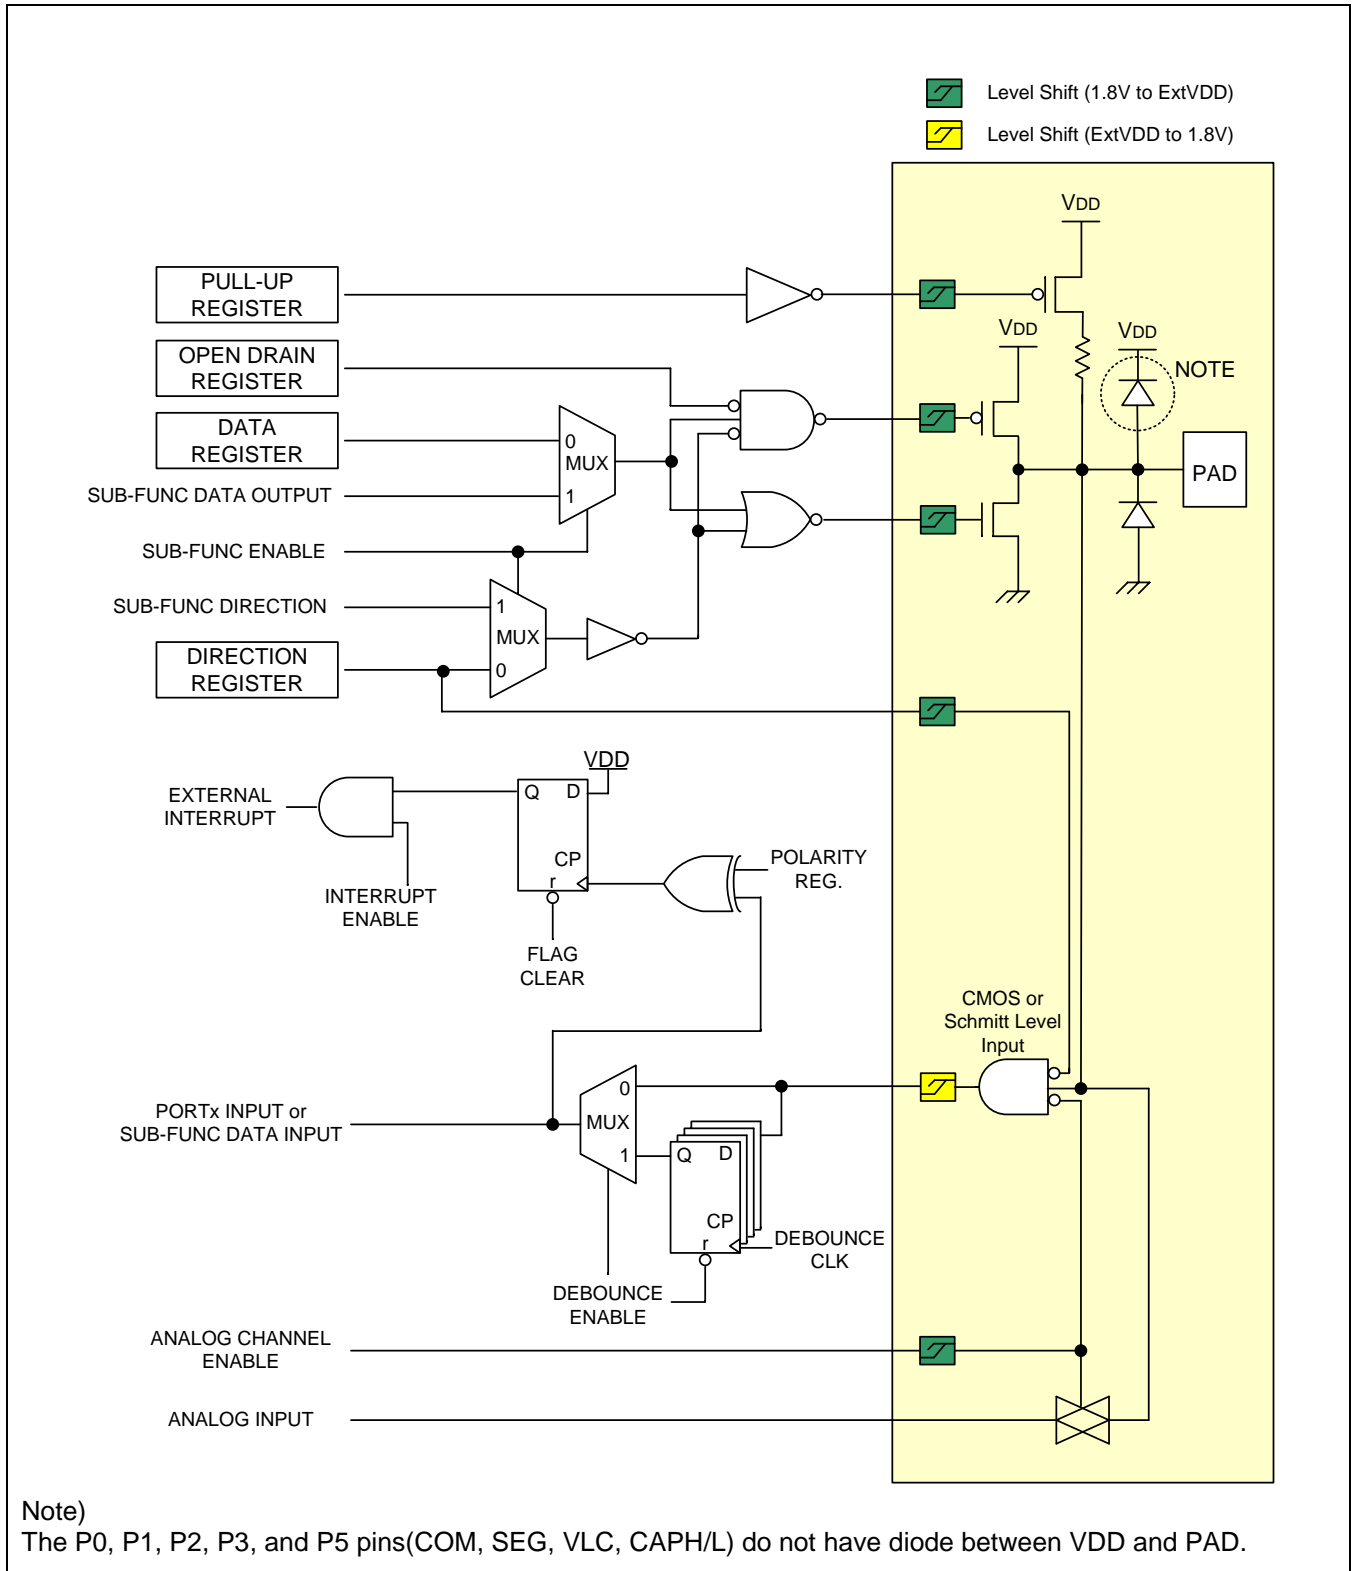 Level Shift (1.8V to ExtVDD)
Level Shift (ExtVDD to 1.8V)
VDD
PULL-UP
REGISTER
VDD
VDD
OPEN DRAIN
REGISTER
NOTE
DATA
REGISTER
0
MUX
1
PAD
SUB-FUNC DATA OUTPUT
SUB-FUNC ENABLE
SUB-FUNC DIRECTION
1
MUX
0
DIRECTION
REGISTER
VDD
EXTERNAL
INTERRUPT
Q D
CP
r
POLARITY
REG.
INTERRUPT
ENABLE
FLAG
CLEAR
CMOS or
Schmitt Level
Input
PORTx INPUT or
SUB-FUNC DATA INPUT
0
MUX
1
Q D
CP
r
DEBOUNCE
CLK
DEBOUNCE
ENABLE
ANALOG CHANNEL
ENABLE
ANALOG INPUT
Note)
The P0, P1, P2, P3, and P5 pins(COM, SEG, VLC, CAPH/L) do not have diode between VDD and PAD.